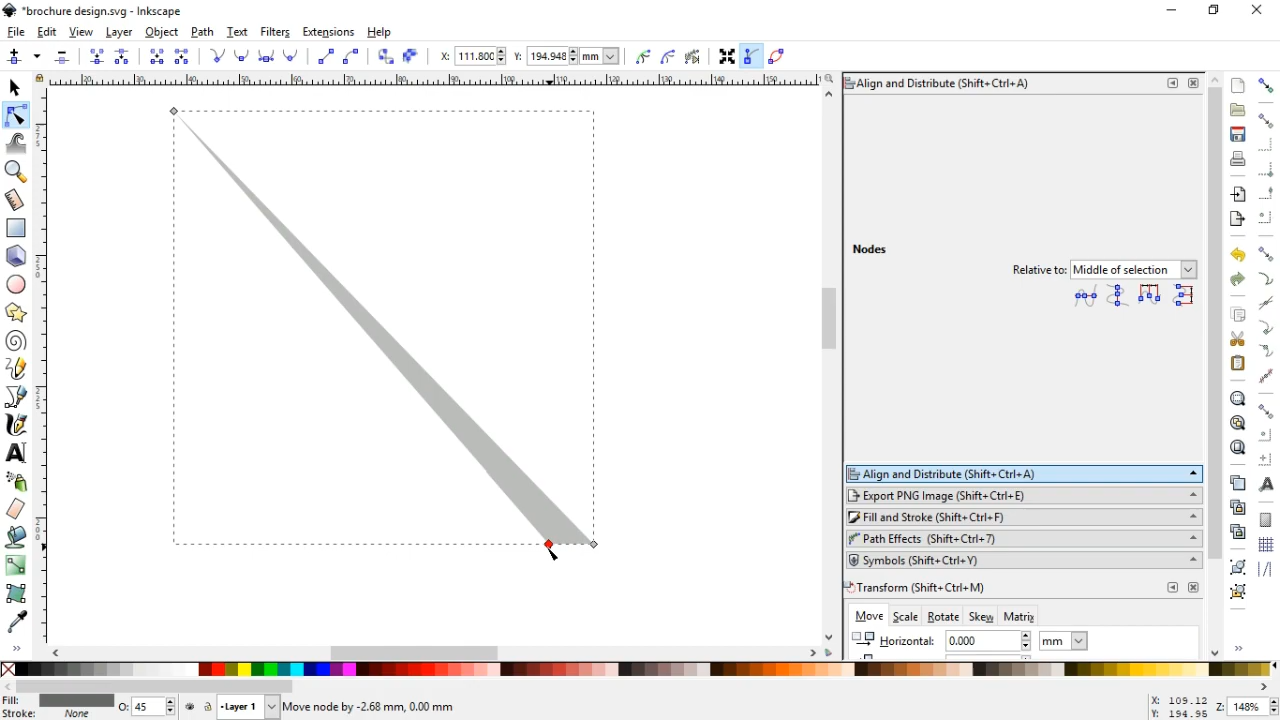 *brochure design.svg - Inkscape
File Edit View Layer Object Path Text Filters Extensions Help
X: 111.800 Y: 194.948 mm
Align and Distribute (Shift+Ctrl+A)
Nodes
Relative to: Middle of selection
Align and Distribute (Shift+Ctrl+A)
Export PNG Image (Shift+Ctrl+E)
Fill and Stroke (Shift+Ctrl+F)
Path Effects (Shift+Ctrl+7)
Symbols (Shift+Ctrl+Y)
Transform (Shift+Ctrl+M)
Move Scale Rotate Skew Matrix
Horizontal: 0.000 mm
Fill:
Stroke: None
O: 45
Layer 1
Move node by -2.68 mm, 0.00 mm
X: 109.12
Y: 194.95
Z: 148%